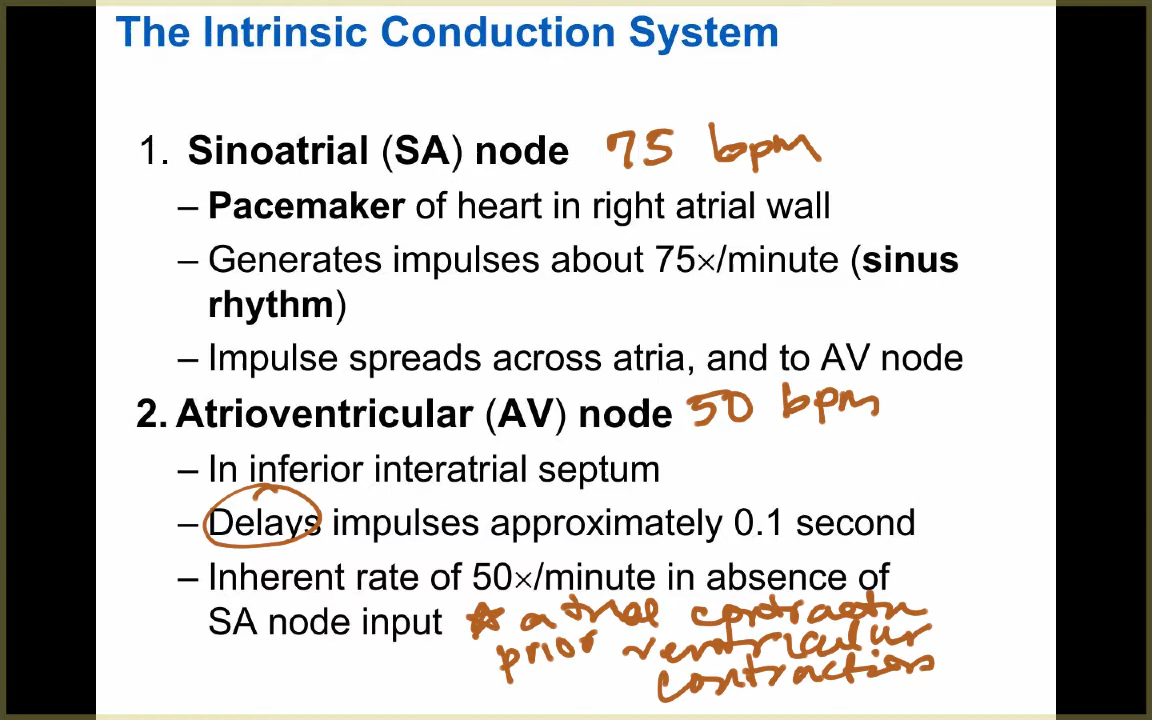 The Intrinsic Conduction System
1. Sinoatrial (SA) node 75 bpm
– Pacemaker of heart in right atrial wall
– Generates impulses about 75×/minute (sinus
rhythm)
– Impulse spreads across atria, and to AV node
2. Atrioventricular (AV) node 50 bpm
– In inferior interatrial septum
– Delays impulses approximately 0.1 second
– Inherent rate of 50×/minute in absence of
SA node input ☆ atrial contractn
prior ventricular
contraction